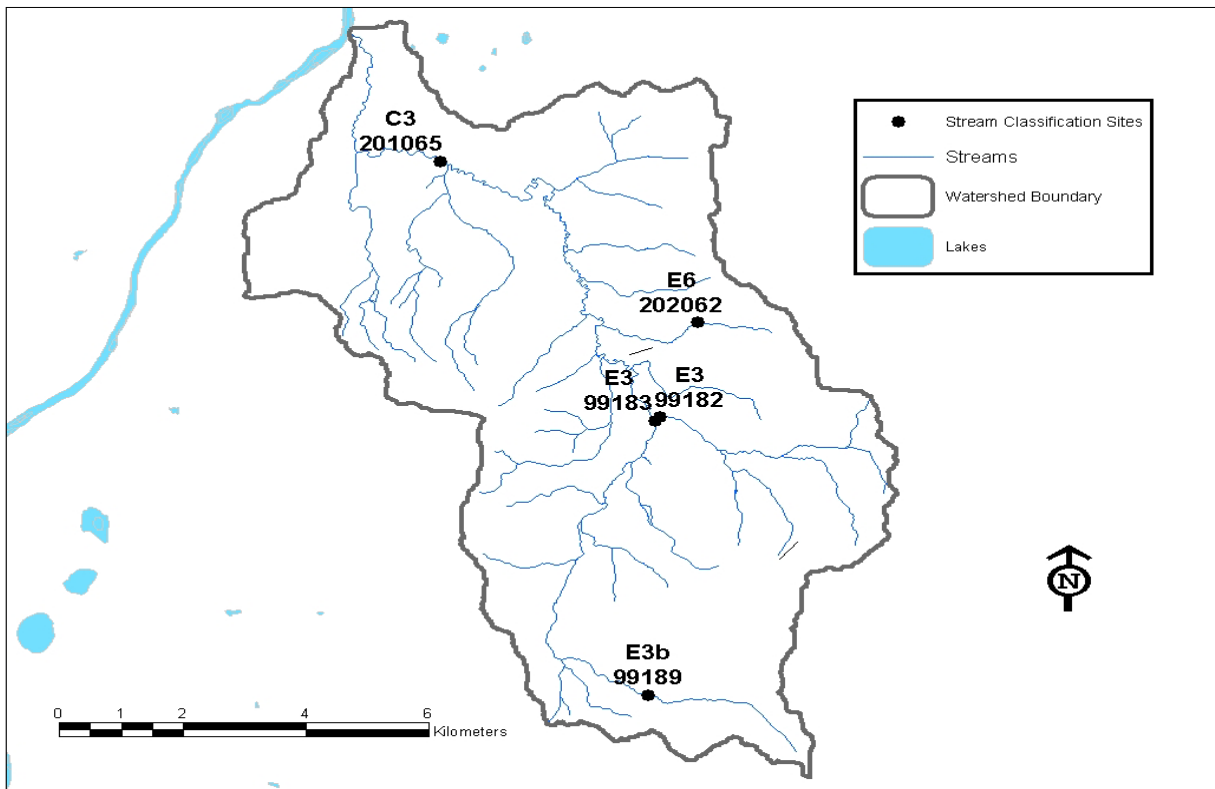 C3
201065
Stream Classification Sites
Streams
Watershed Boundary
Lakes
E6
202062
E3
99183
E3
99182
N
E3b
99189
0 1 2 4 6
Kilometers